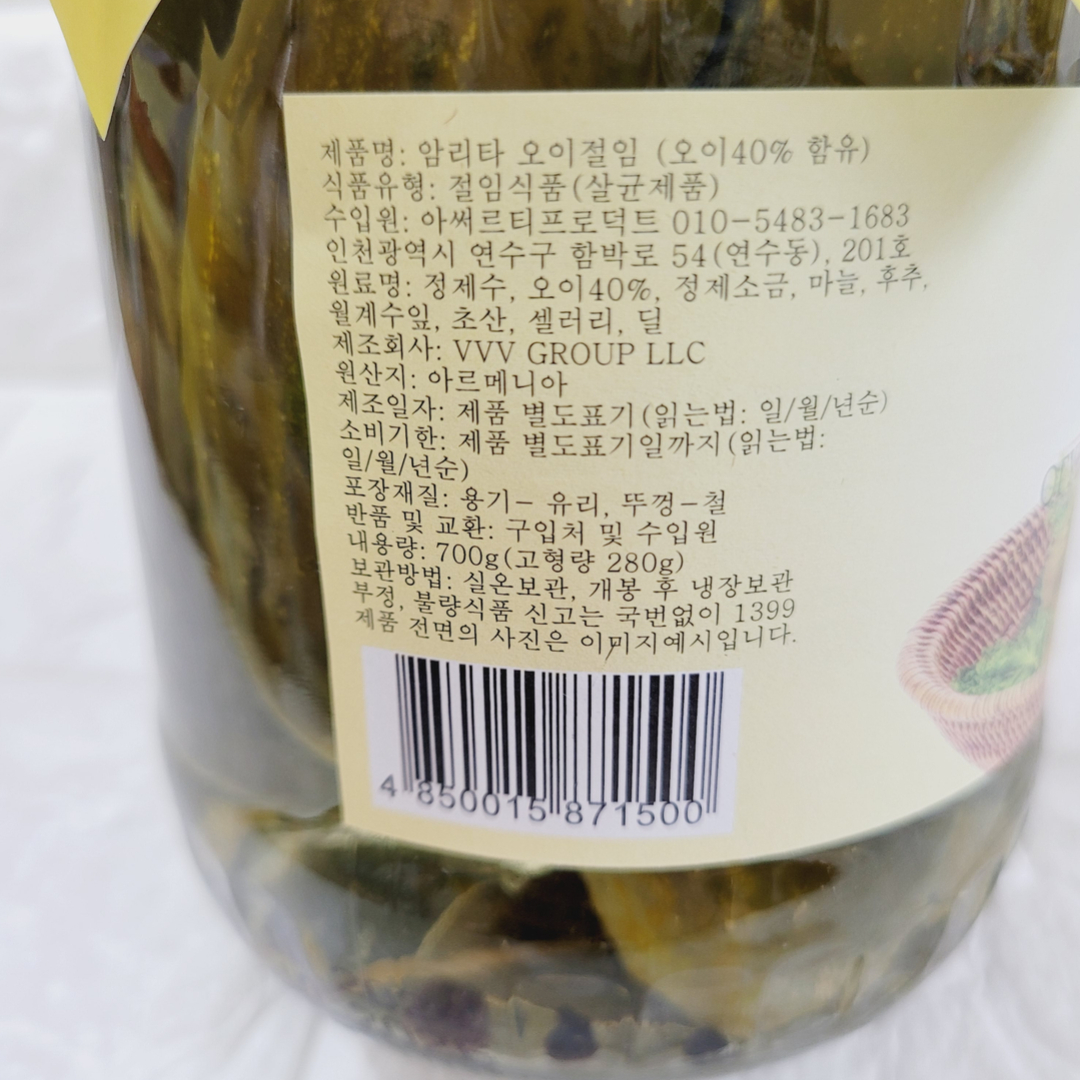 제품명: 암리타 오이절임 (오이40% 함유)
식품유형: 절임식품(살균제품)
수입원: 아써르티프로덕트 010-5483-1683
인천광역시 연수구 함박로 54(연수동), 201호
원료명: 정제수, 오이40%, 정제소금, 마늘, 후추,
월계수잎, 초산, 셀러리, 딜
제조회사: VVV GROUP LLC
원산지: 아르메니아
제조일자: 제품 별도표기(읽는법: 일/월/년순)
소비기한: 제품 별도표기일까지(읽는법:
일/월/년순)
포장재질: 용기- 유리, 뚜껑-철
반품 및 교환: 구입처 및 수입원
내용량: 700g(고형량 280g)
보관방법: 실온보관, 개봉 후 냉장보관
부정, 불량식품 신고는 국번없이 1399
제품 전면의 사진은 이미지예시입니다.
4 850015 871500